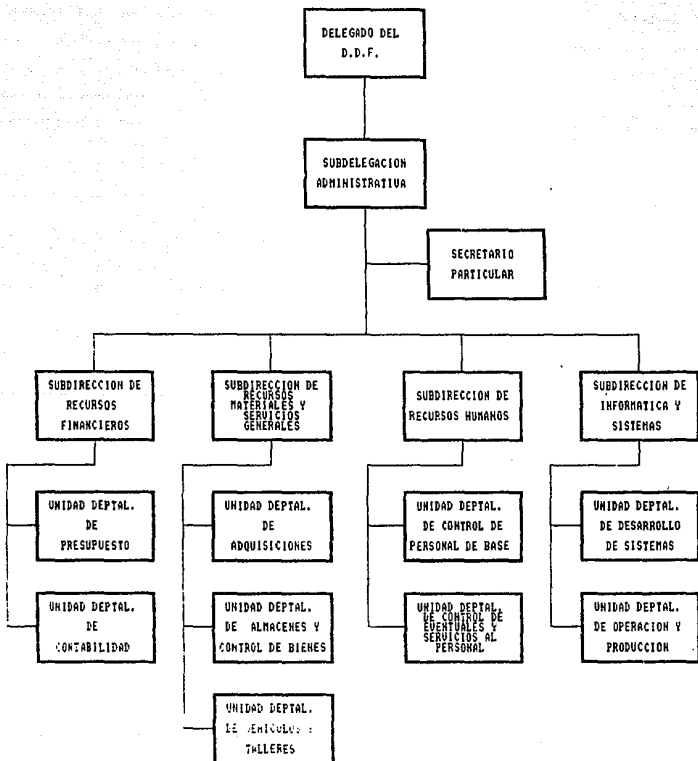 DELEGADO DEL
D.D.F.
SUBDELEGACION
ADMINISTRATIVA
SECRETARIO
PARTICULAR
SUBDIRECCION DE
RECURSOS
FINANCIEROS
SUBDIRECCION DE
RECURSOS
MATERIALES Y
SERVICIOS
GENERALES
SUBDIRECCION DE
RECURSOS HUMANOS
SUBDIRECCION DE
INFORMATICA Y
SISTEMAS
UNIDAD DEPTAL.
DE
PRESUPUESTO
UNIDAD DEPTAL.
DE
ADQUISICIONES
UNIDAD DEPTAL.
DE CONTROL DE
PERSONAL DE BASE
UNIDAD DEPTAL.
DE DESARROLLO
DE SISTEMAS
UNIDAD DEPTAL.
DE
CONTABILIDAD
UNIDAD DEPTAL.
DE ALMACENES Y
CONTROL DE BIENES
UNIDAD DEPTAL.
DE CONTROL DE
EVENTUALES Y
SERVICIOS AL
PERSONAL
UNIDAD DEPTAL.
DE OPERACION Y
PRODUCCION
UNIDAD DEPTAL.
DE VEHICULOS
TALLERES